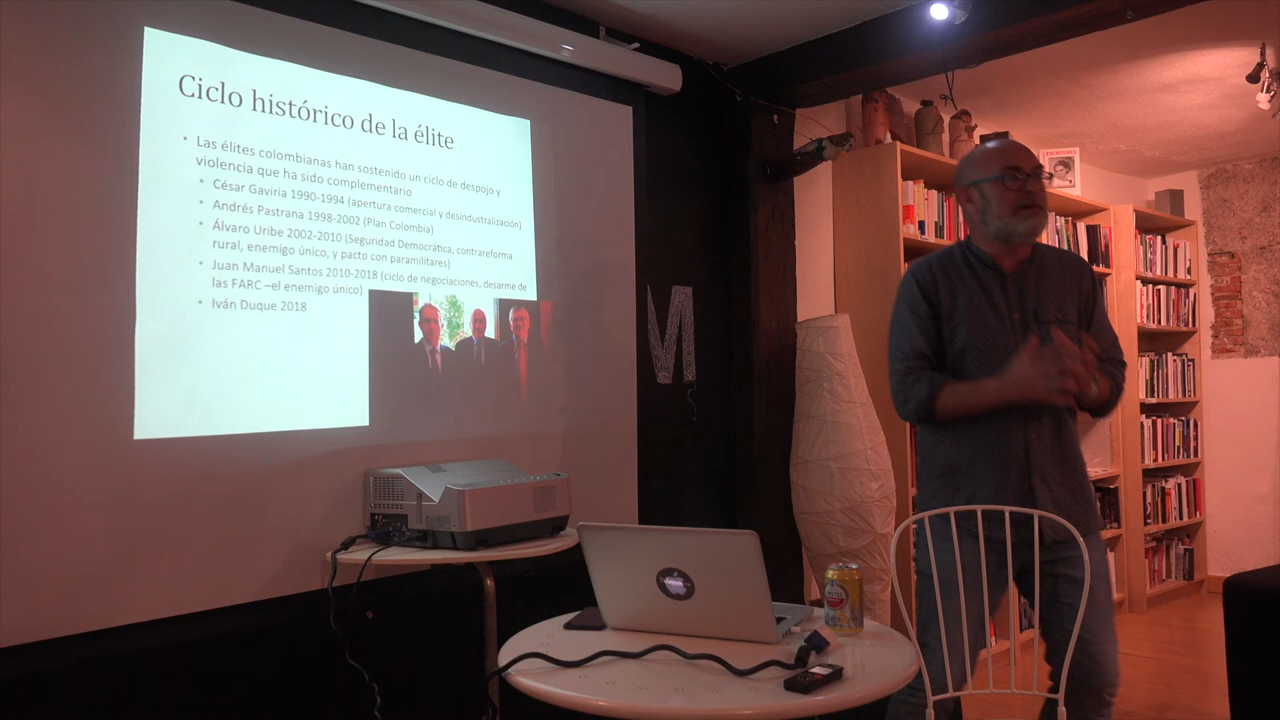 Ciclo histórico de la élite
• Las élites colombianas han sostenido un ciclo de despojo y
violencia que ha sido complementario
• César Gaviria 1990-1994 (apertura comercial y desindustralización)
• Andrés Pastrana 1998-2002 (Plan Colombia)
• Álvaro Uribe 2002-2010 (Seguridad Democrática, contrareforma
rural, enemigo único, y pacto con paramilitares)
• Juan Manuel Santos 2010-2018 (ciclo de negociaciones, desarme de
las FARC –el enemigo único)
• Iván Duque 2018
M
ESCRITORES
AMSTEL